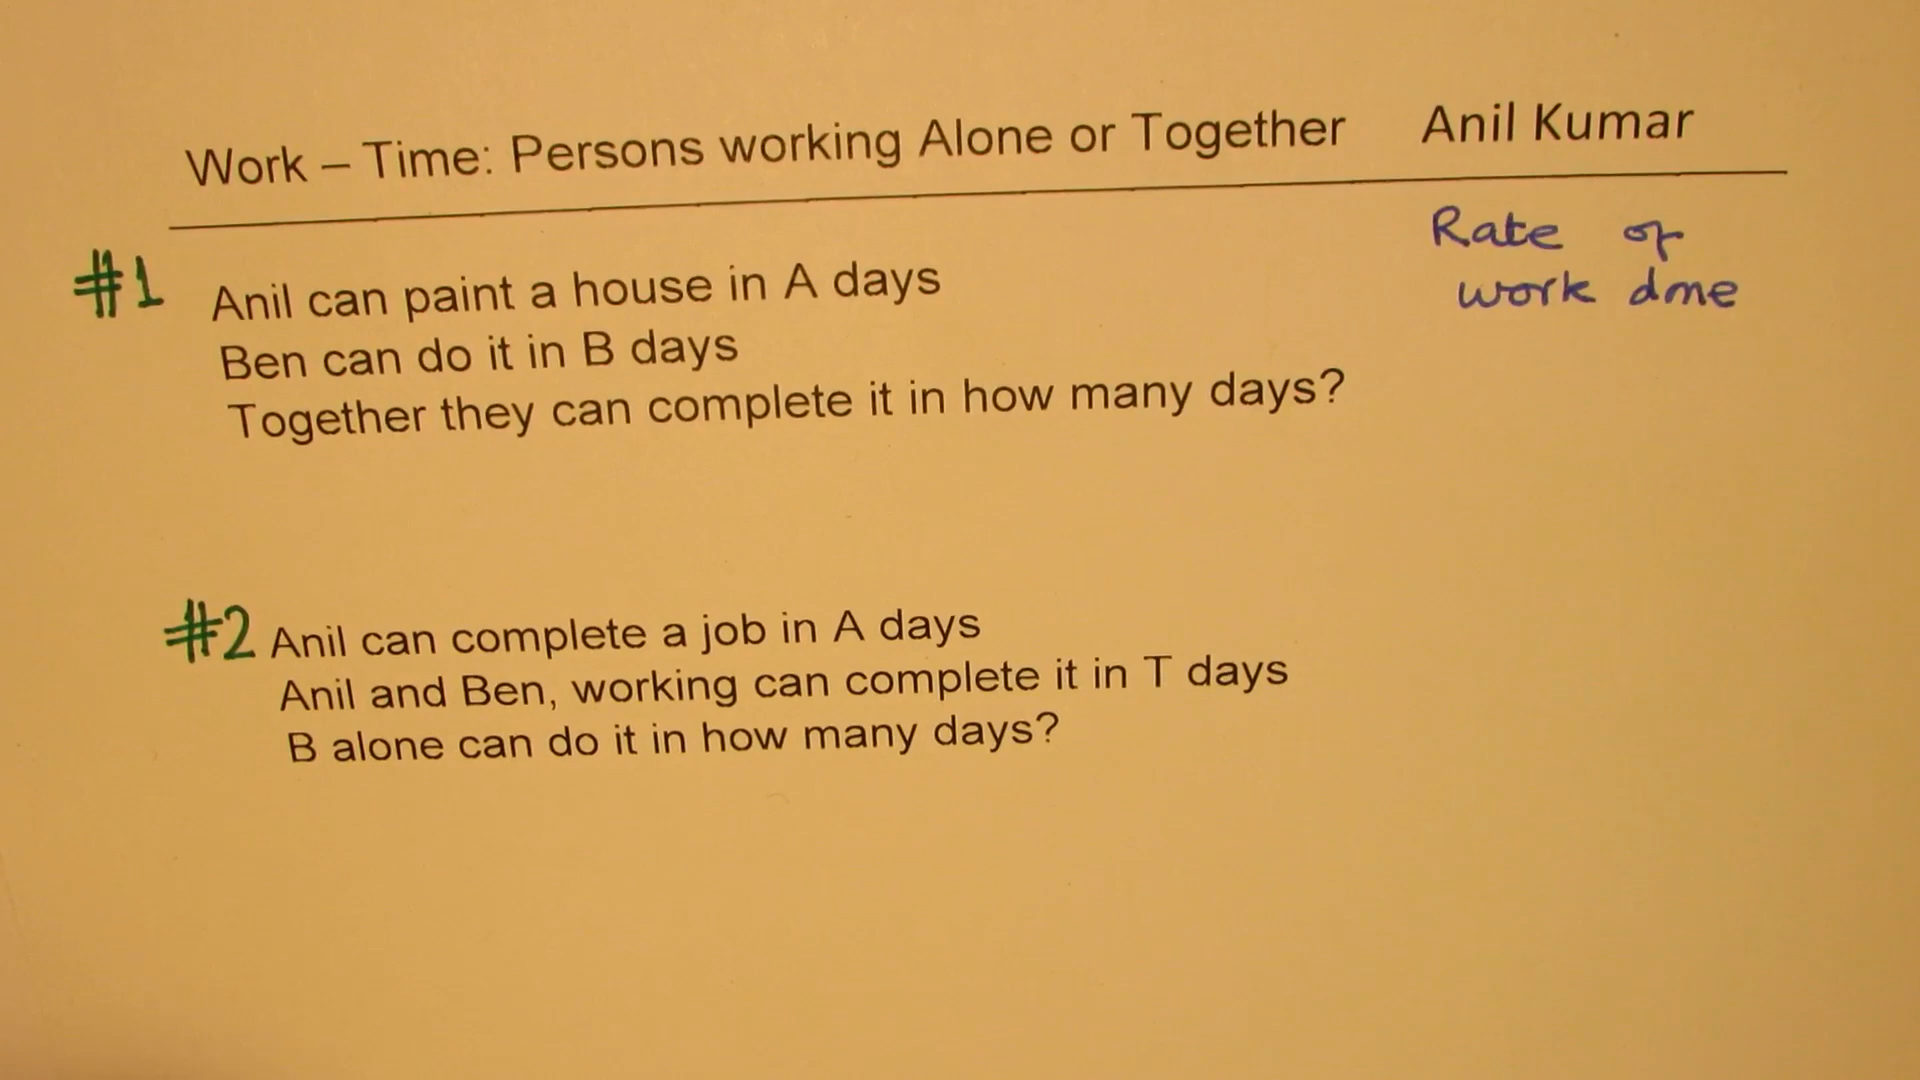 Work – Time: Persons working Alone or Together Anil Kumar
Rate of
work done
#1 Anil can paint a house in A days
Ben can do it in B days
Together they can complete it in how many days?
#2 Anil can complete a job in A days
Anil and Ben, working can complete it in T days
B alone can do it in how many days?